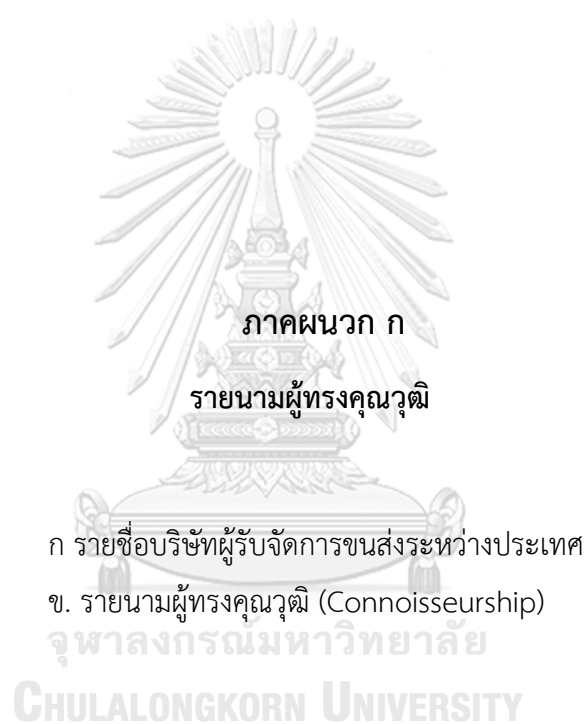 ภาคผนวก ก
รายนามผู้ทรงคุณวุฒิ
ก รายชื่อบริษัทผู้รับจัดการขนส่งระหว่างประเทศ
ข. รายนามผู้ทรงคุณวุฒิ (Connoisseurship)
จุฬาลงกรณ์มหาวิทยาลัย
CHULALONGKORN UNIVERSITY